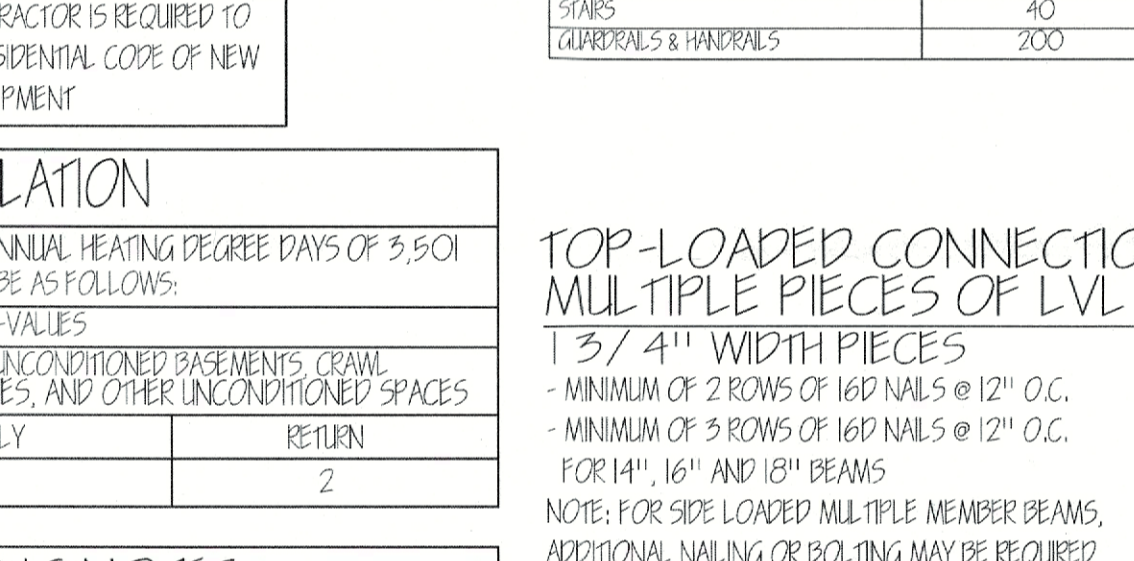 RACTOR IS REQUIRED TO
SIDENTIAL CODE OF NEW
PMENT
STAIRS 40
GUARDRAILS & HANDRAILS 200
LATION
NNUAL HEATING DEGREE DAYS OF 3,501
BE AS FOLLOWS:
-VALUES
UNCONDITIONED BASEMENTS, CRAWL
ES, AND OTHER UNCONDITIONED SPACES
LY RETURN
2
TOP-LOADED CONNECTIO
MULTIPLE PIECES OF LVL
1 3/4" WIDTH PIECES
- MINIMUM OF 2 ROWS OF 16D NAILS @ 12" O.C.
- MINIMUM OF 3 ROWS OF 16D NAILS @ 12" O.C.
FOR 14", 16" AND 18" BEAMS
NOTE: FOR SIDE LOADED MULTIPLE MEMBER BEAMS,
ADDITIONAL NAILING OR BOLTING MAY BE REQUIRED